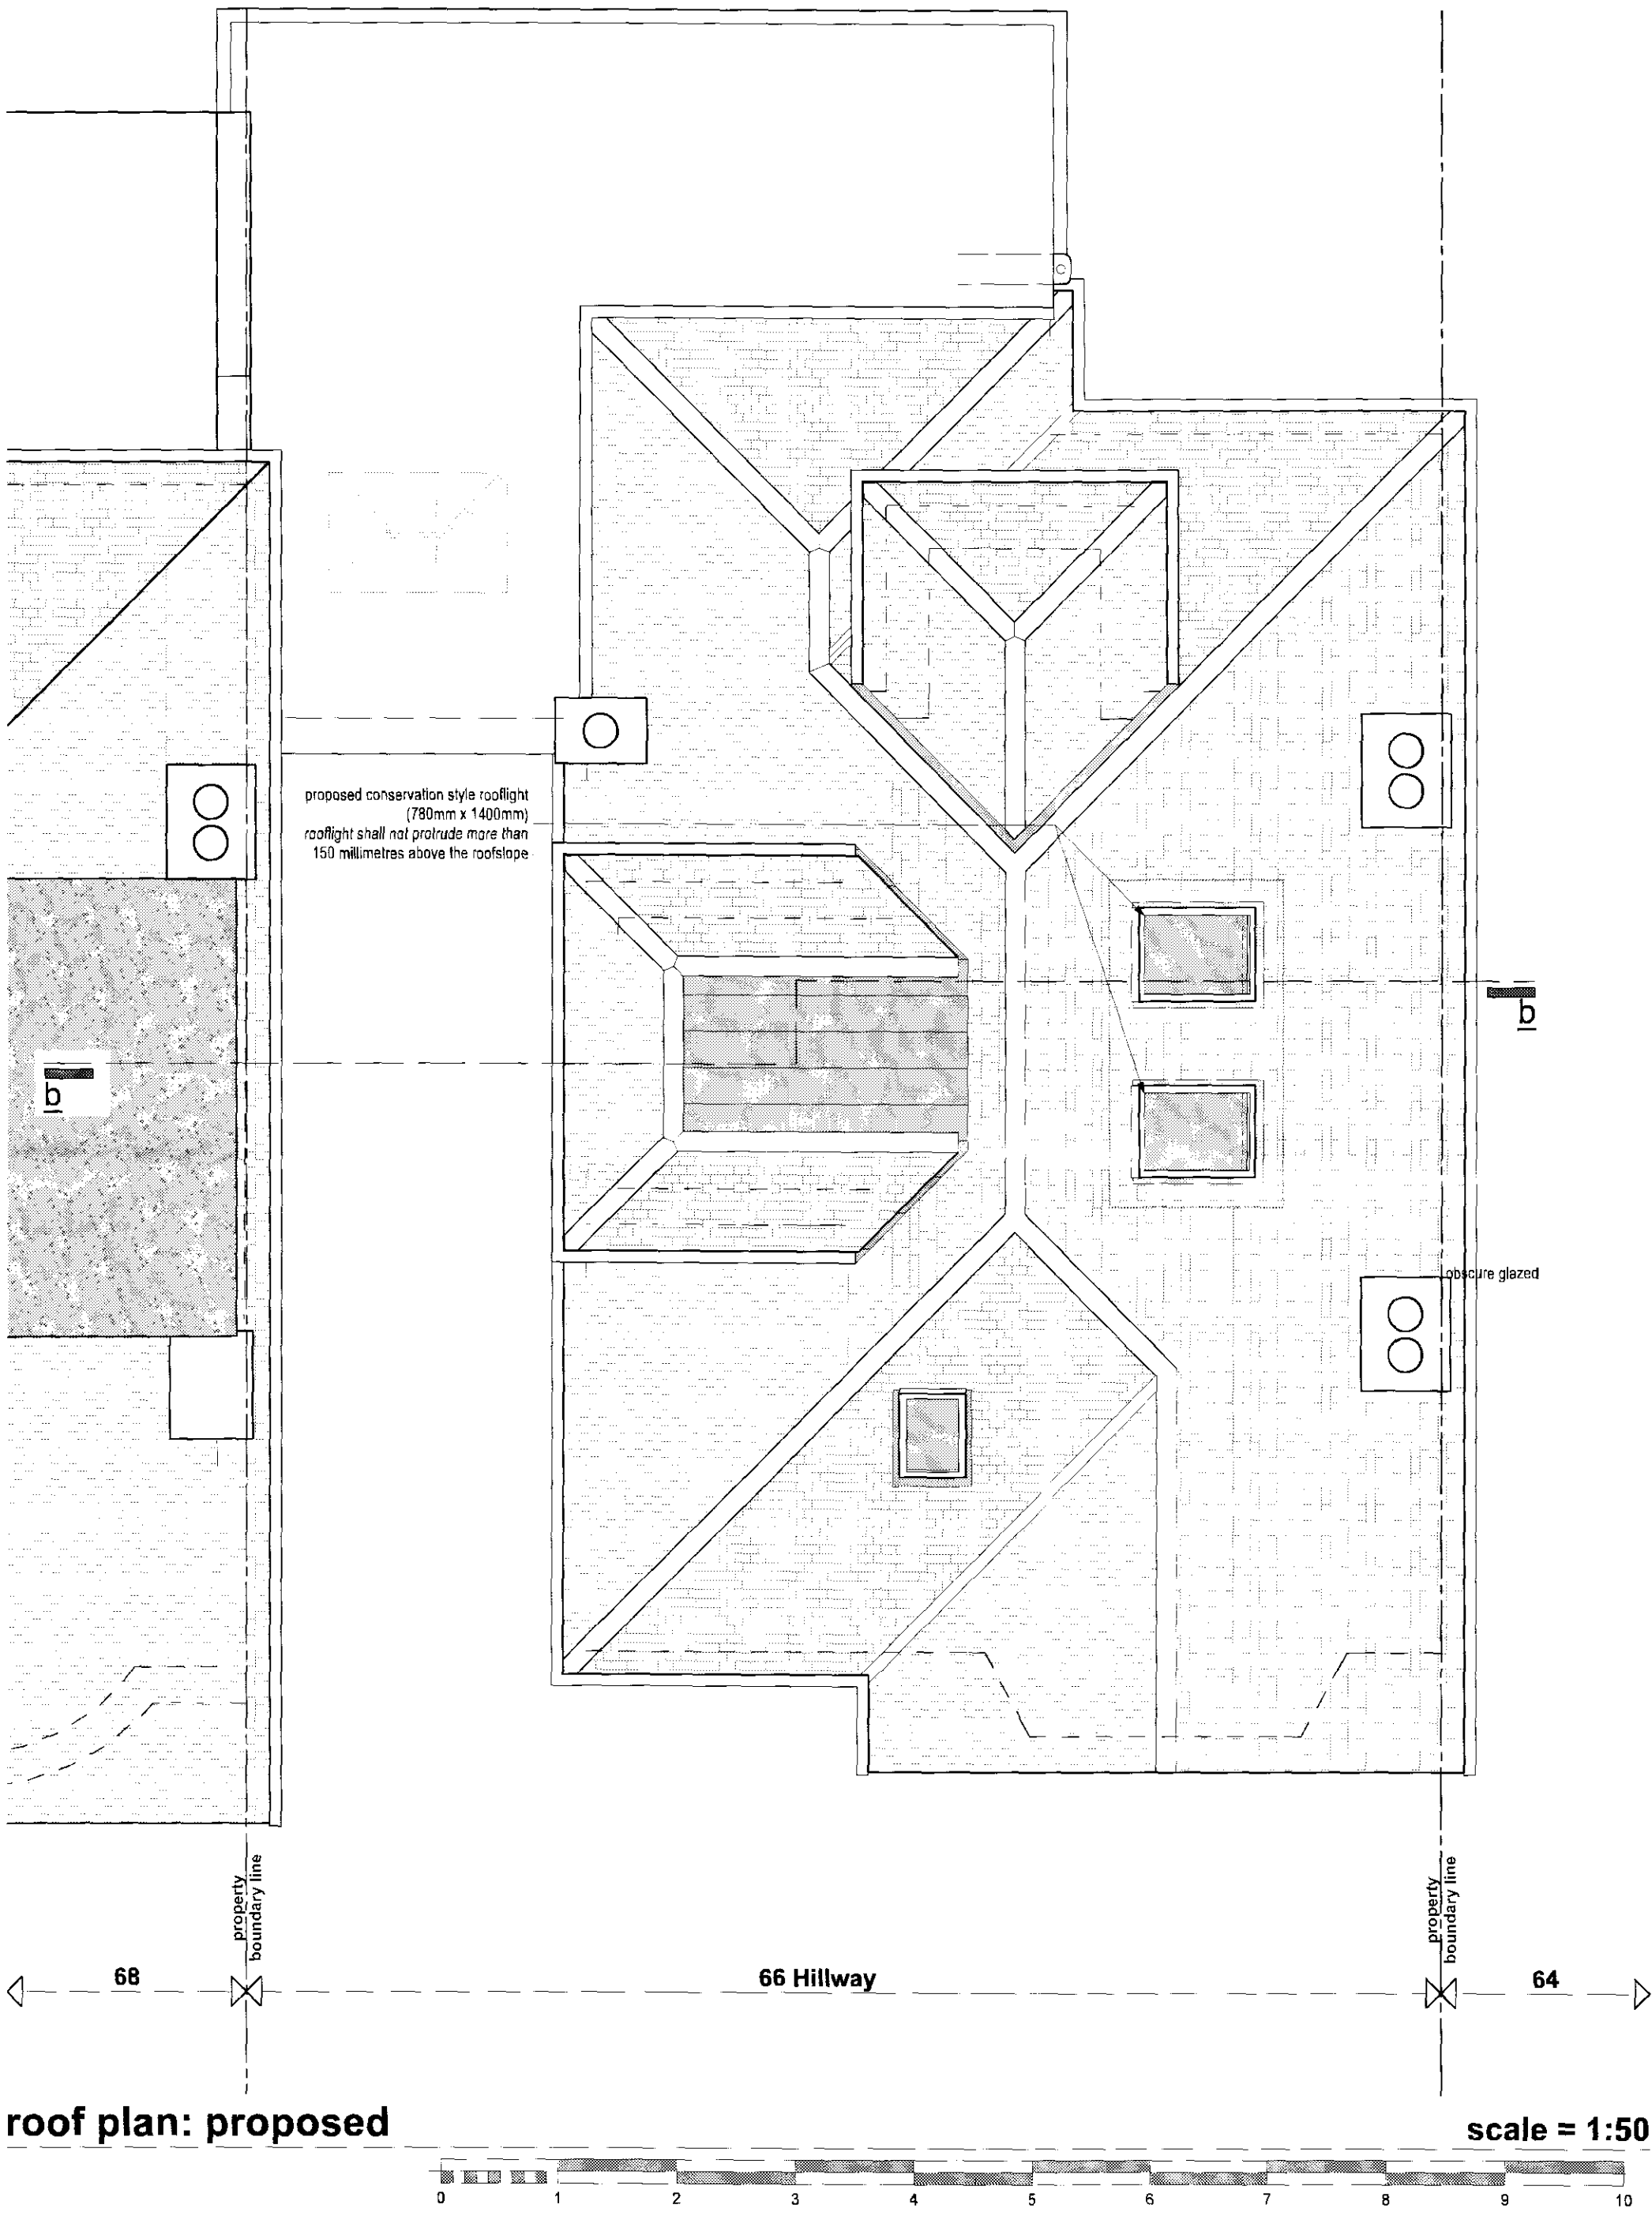 proposed conservation style rooflight
(780mm x 1400mm)
rooflight shall not protrude more than
150 millimetres above the roofslope
b
b
obscure glazed
property
boundary line
property
boundary line
68
66 Hillway
64
roof plan: proposed
scale = 1:50
0 1 2 3 4 5 6 7 8 9 10